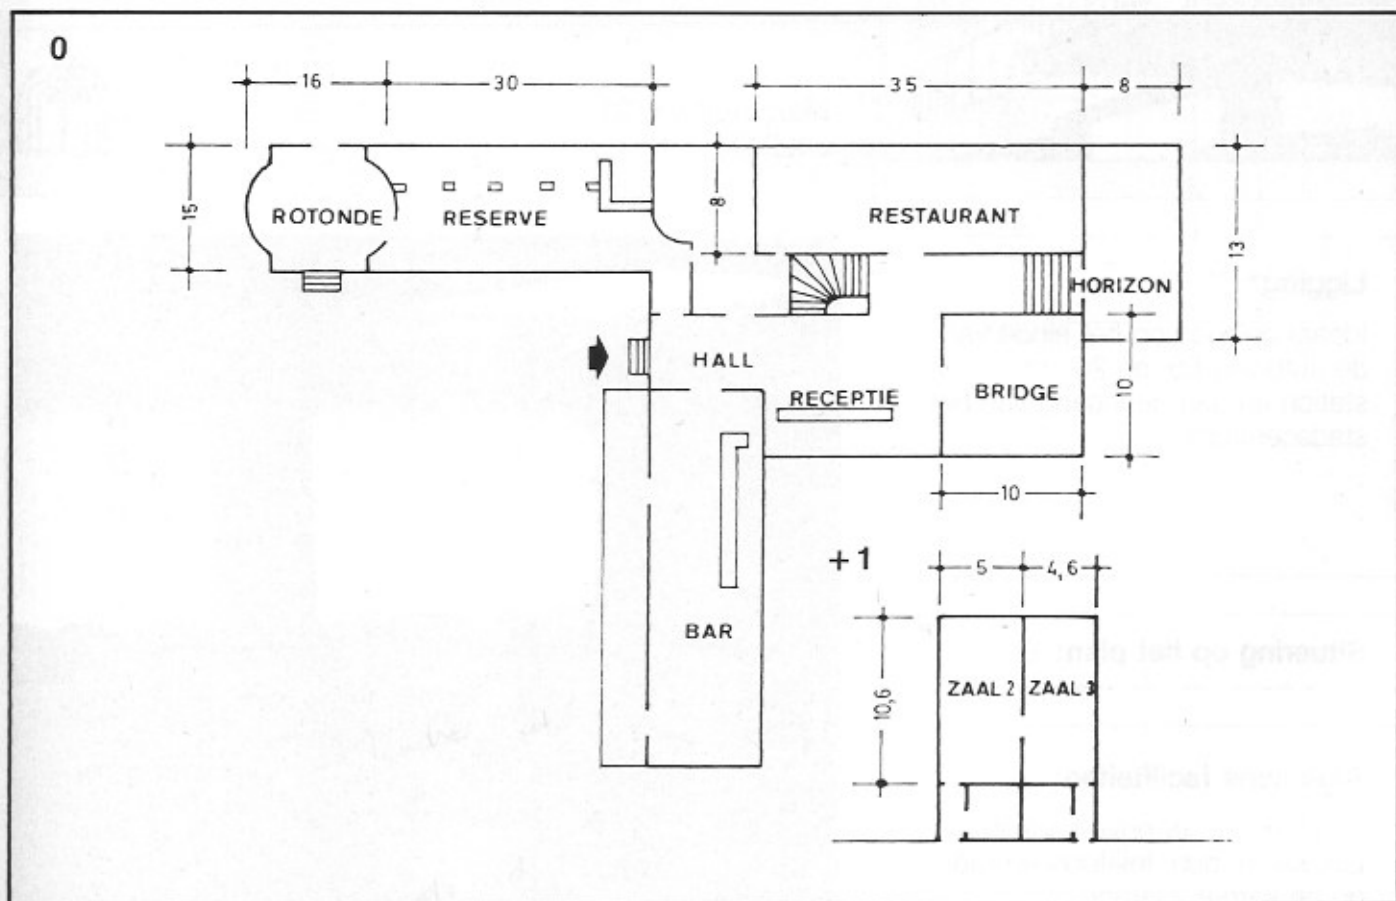 0
16 30 35 8
15 ROTONDE RESERVE 8 RESTAURANT 13
HORIZON
HALL
RECEPTIE BRIDGE 10
10
+1
5 4,6
BAR
10,6 ZAAL 2 ZAAL 3